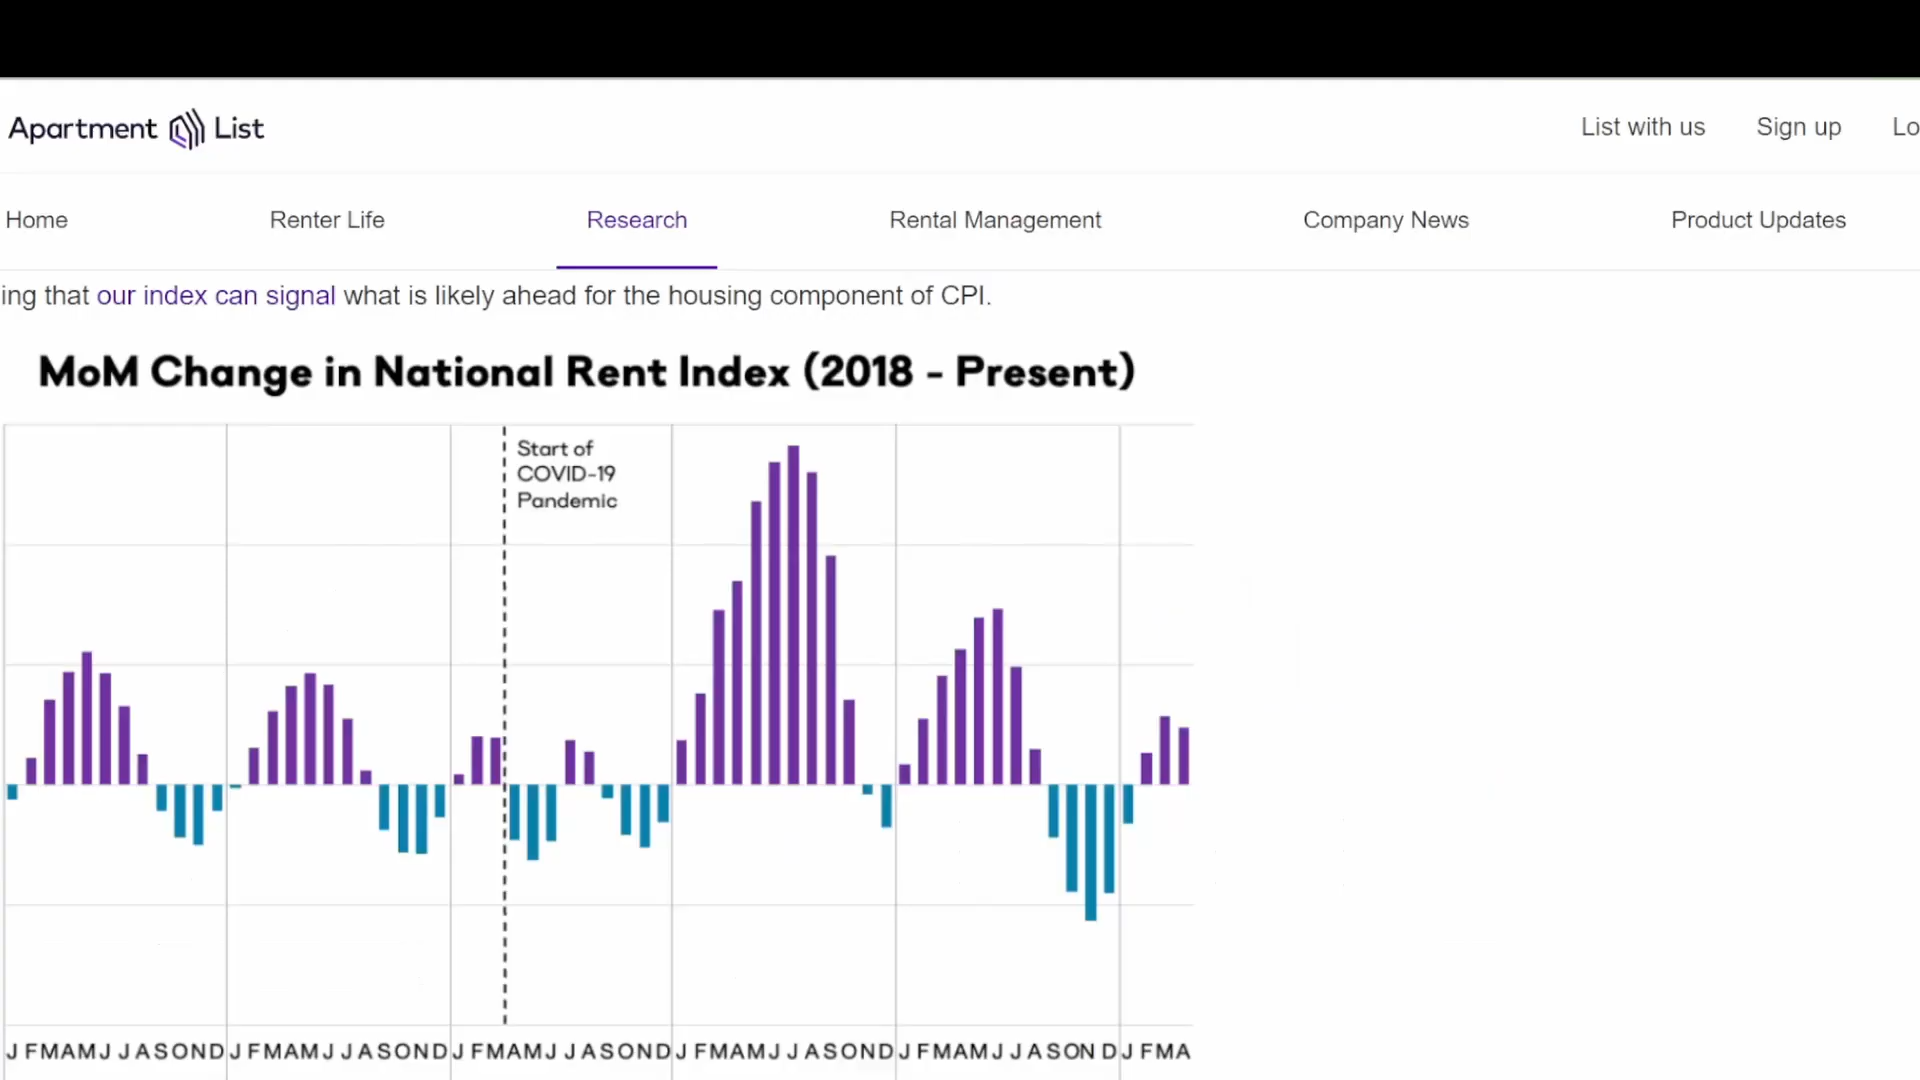 Apartment List
List with us Sign up Lo
Home Renter Life Research Rental Management Company News Product Updates
ing that our index can signal what is likely ahead for the housing component of CPI.
MoM Change in National Rent Index (2018 - Present)
Start of
COVID-19
Pandemic
J F M A M J J A S O N D J F M A M J J A S O N D J F M A M J J A S O N D J F M A M J J A S O N D J F M A M J J A S O N D J F M A